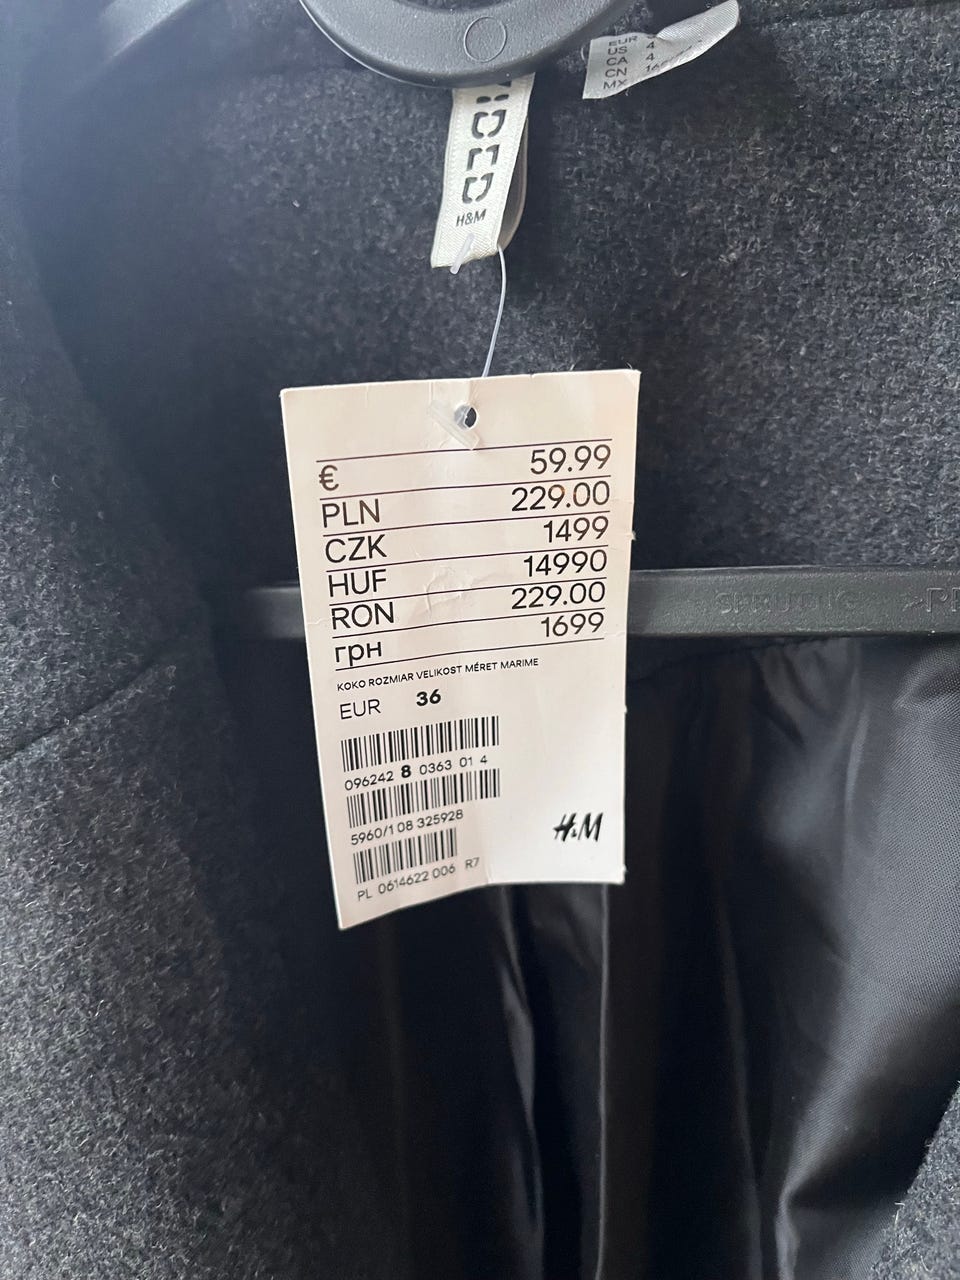 EUR
US 4
CA 4
CN
MX
DIVIDED
H&M
€ 59.99
PLN 229.00
CZK 1499
HUF 14990
RON 229.00
грн 1699
KOKO ROZMIAR VELIKOST MÉRET MARIME
EUR 36
096242 8 0363 01 4
5960/1 08 325928
PL 0614622 006 R7
H&M